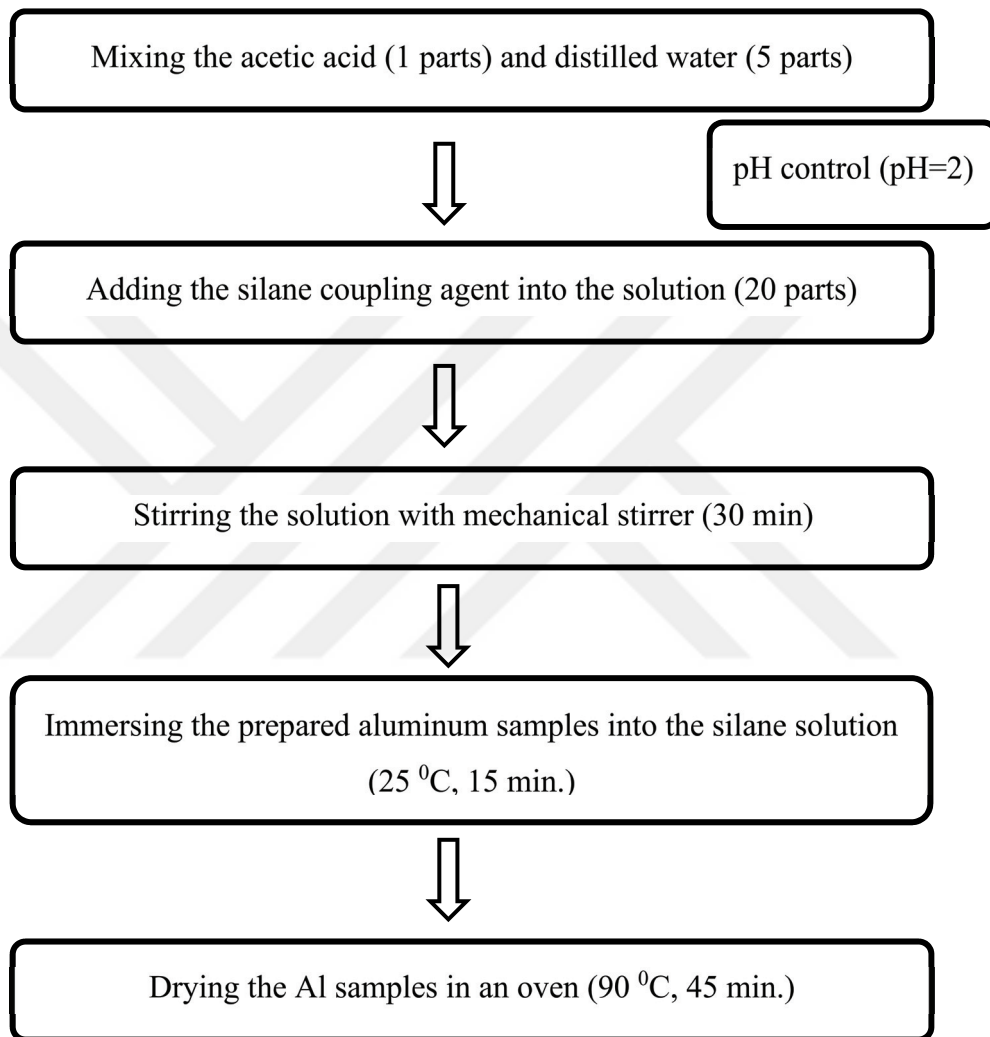 Mixing the acetic acid (1 parts) and distilled water (5 parts)
pH control (pH=2)
Adding the silane coupling agent into the solution (20 parts)
Stirring the solution with mechanical stirrer (30 min)
Immersing the prepared aluminum samples into the silane solution
(25 ⁰C, 15 min.)
Drying the Al samples in an oven (90 ⁰C, 45 min.)